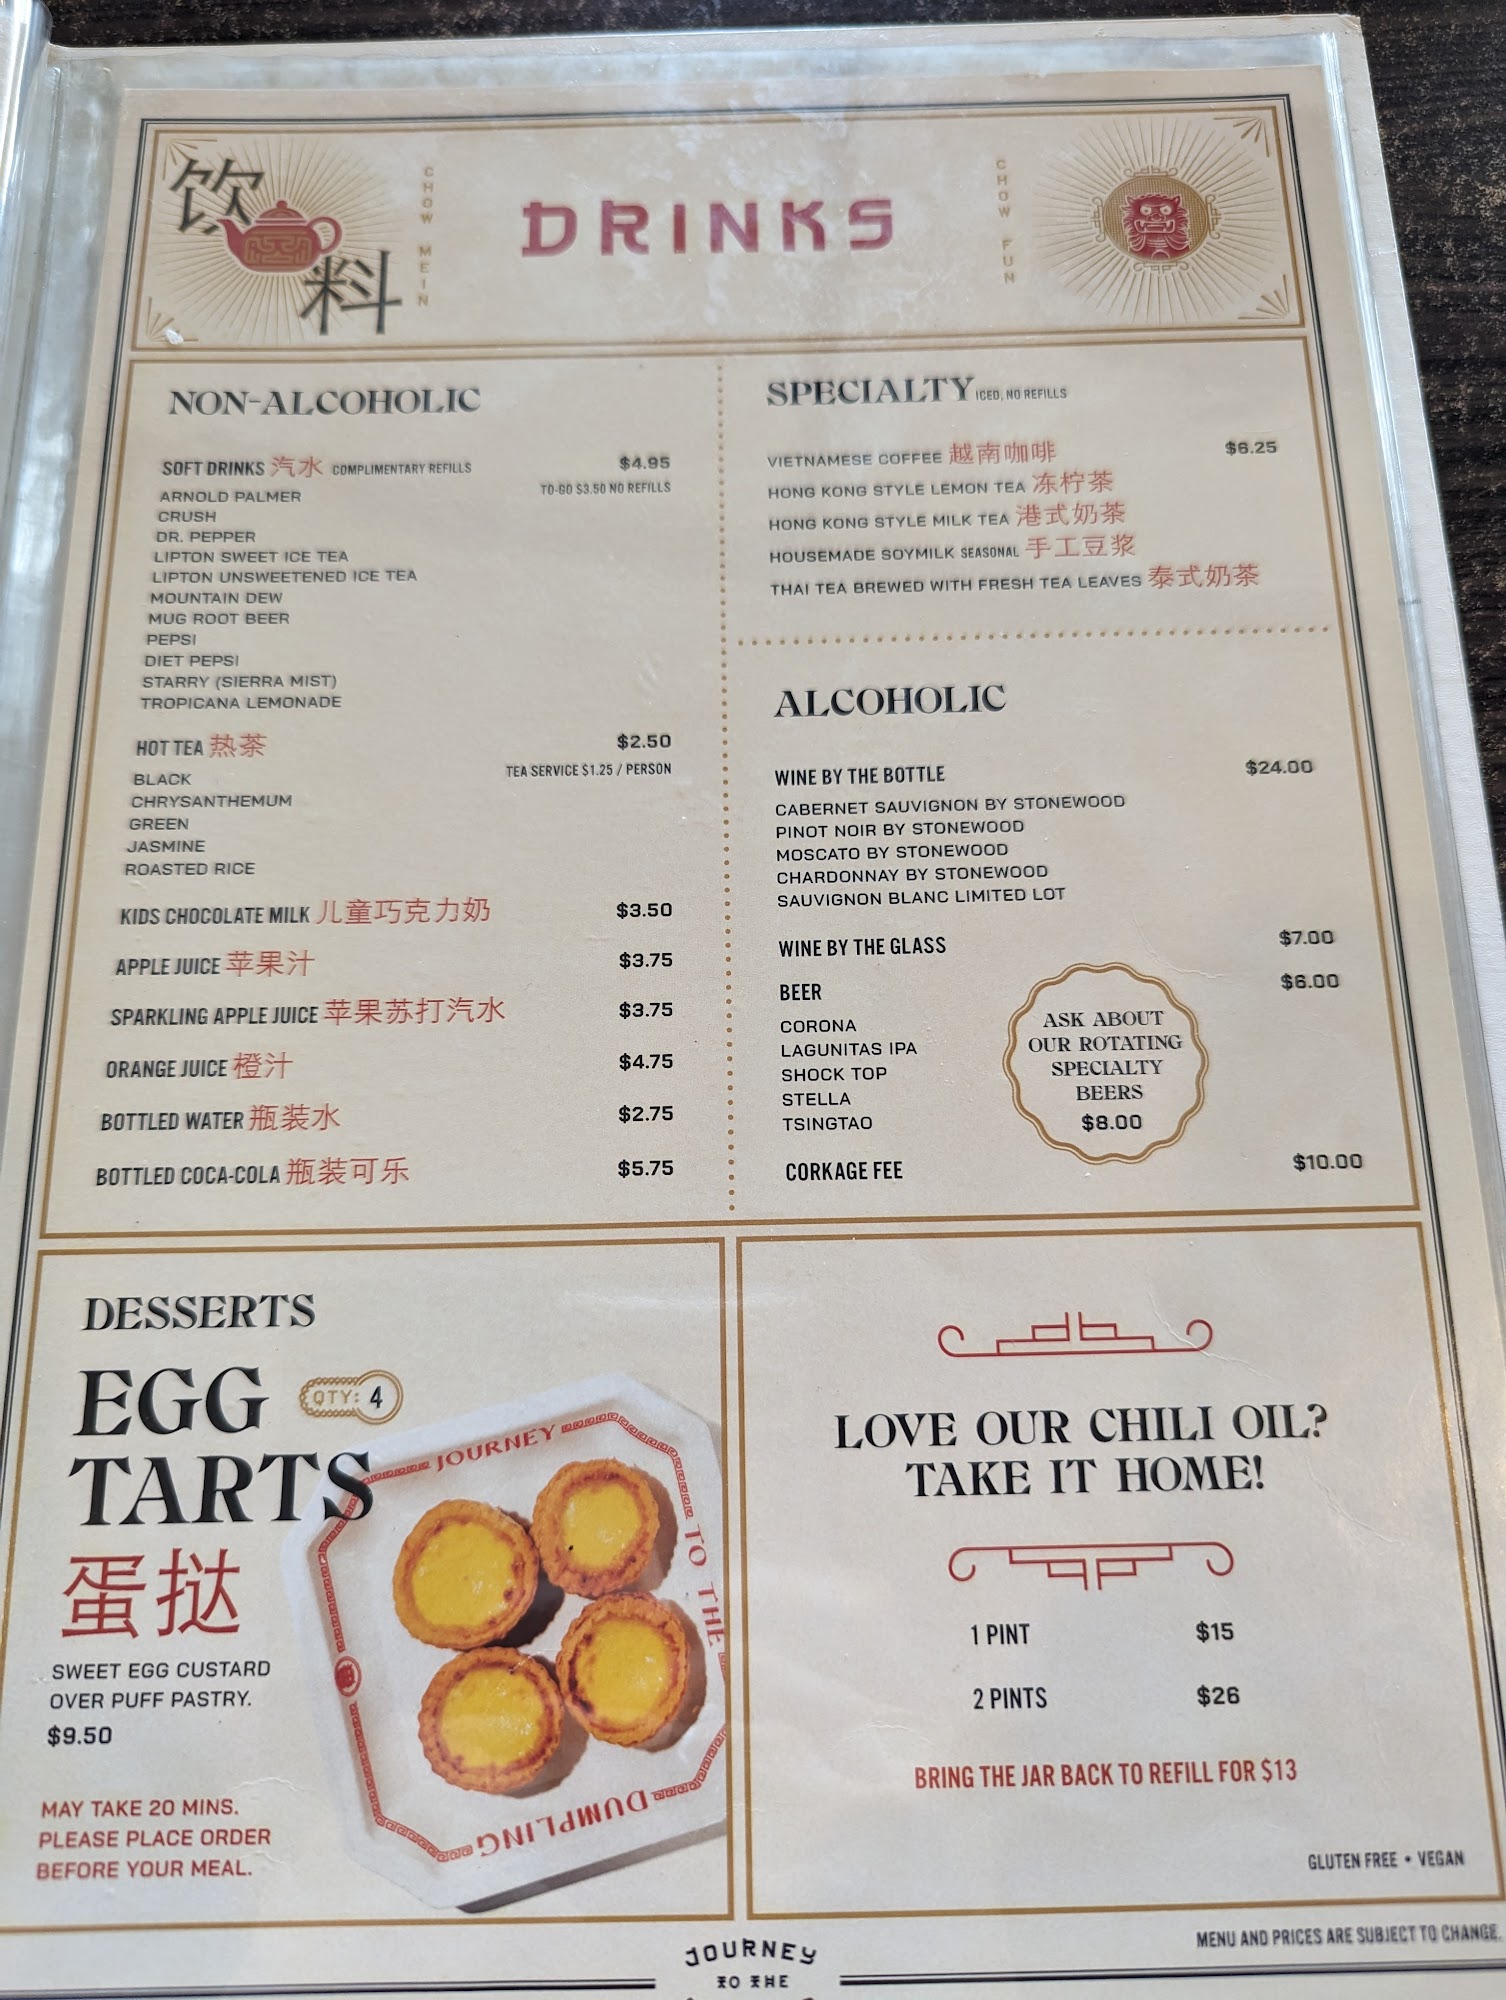 饮料
CHOW MEIN
DRINKS
CHOW FUN
NON-ALCOHOLIC
SOFT DRINKS 汽水 COMPLIMENTARY REFILLS $4.95
TO-GO $3.50 NO REFILLS
ARNOLD PALMER
CRUSH
DR. PEPPER
LIPTON SWEET ICE TEA
LIPTON UNSWEETENED ICE TEA
MOUNTAIN DEW
MUG ROOT BEER
PEPSI
DIET PEPSI
STARRY (SIERRA MIST)
TROPICANA LEMONADE
HOT TEA 热茶 $2.50
TEA SERVICE $1.25 / PERSON
BLACK
CHRYSANTHEMUM
GREEN
JASMINE
ROASTED RICE
KIDS CHOCOLATE MILK 儿童巧克力奶 $3.50
APPLE JUICE 苹果汁 $3.75
SPARKLING APPLE JUICE 苹果苏打汽水 $3.75
ORANGE JUICE 橙汁 $4.75
BOTTLED WATER 瓶装水 $2.75
BOTTLED COCA-COLA 瓶装可乐 $5.75
SPECIALTY ICED, NO REFILLS
VIETNAMESE COFFEE 越南咖啡 $6.25
HONG KONG STYLE LEMON TEA 冻柠茶
HONG KONG STYLE MILK TEA 港式奶茶
HOUSEMADE SOYMILK SEASONAL 手工豆浆
THAI TEA BREWED WITH FRESH TEA LEAVES 泰式奶茶
ALCOHOLIC
WINE BY THE BOTTLE $24.00
CABERNET SAUVIGNON BY STONEWOOD
PINOT NOIR BY STONEWOOD
MOSCATO BY STONEWOOD
CHARDONNAY BY STONEWOOD
SAUVIGNON BLANC LIMITED LOT
WINE BY THE GLASS $7.00
BEER $6.00
CORONA
LAGUNITAS IPA
SHOCK TOP
STELLA
TSINGTAO
ASK ABOUT
OUR ROTATING
SPECIALTY
BEERS
$8.00
CORKAGE FEE $10.00
DESSERTS
EGG
QTY: 4
TARTS
蛋挞
SWEET EGG CUSTARD
OVER PUFF PASTRY.
$9.50
MAY TAKE 20 MINS.
PLEASE PLACE ORDER
BEFORE YOUR MEAL.
JOURNEY
TO THE
DUMPLING
LOVE OUR CHILI OIL?
TAKE IT HOME!
1 PINT $15
2 PINTS $26
BRING THE JAR BACK TO REFILL FOR $13
GLUTEN FREE • VEGAN
MENU AND PRICES ARE SUBJECT TO CHANGE.
JOURNEY
TO THE